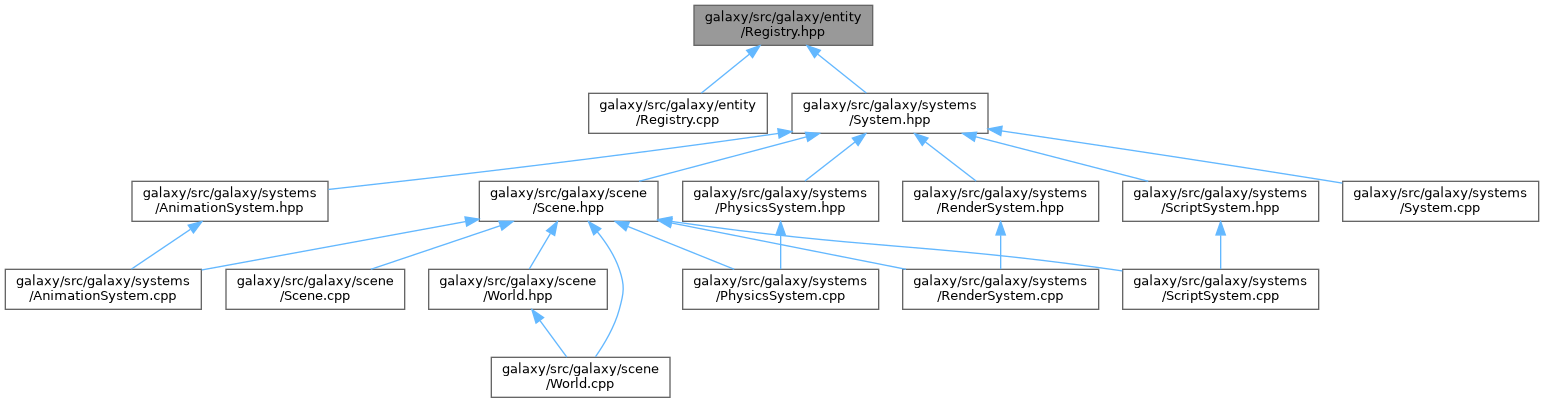 galaxy/src/galaxy/entity
/Registry.hpp
galaxy/src/galaxy/entity
/Registry.cpp
galaxy/src/galaxy/systems
/System.hpp
galaxy/src/galaxy/systems
/AnimationSystem.hpp
galaxy/src/galaxy/scene
/Scene.hpp
galaxy/src/galaxy/systems
/PhysicsSystem.hpp
galaxy/src/galaxy/systems
/RenderSystem.hpp
galaxy/src/galaxy/systems
/ScriptSystem.hpp
galaxy/src/galaxy/systems
/System.cpp
galaxy/src/galaxy/systems
/AnimationSystem.cpp
galaxy/src/galaxy/scene
/Scene.cpp
galaxy/src/galaxy/scene
/World.hpp
galaxy/src/galaxy/systems
/PhysicsSystem.cpp
galaxy/src/galaxy/systems
/RenderSystem.cpp
galaxy/src/galaxy/systems
/ScriptSystem.cpp
galaxy/src/galaxy/scene
/World.cpp